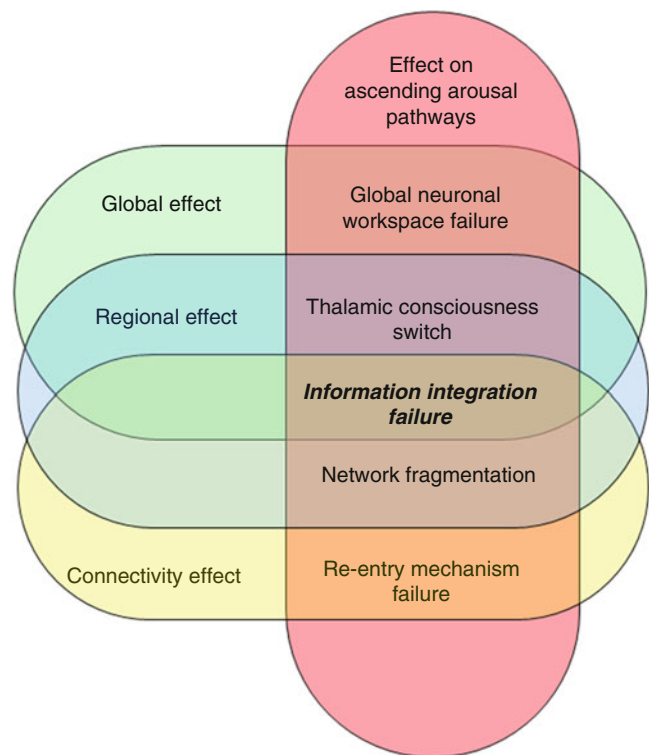 Effect on
ascending arousal
pathways
Global effect
Global neuronal
workspace failure
Regional effect
Thalamic consciousness
switch
Information integration
failure
Network fragmentation
Connectivity effect
Re-entry mechanism
failure